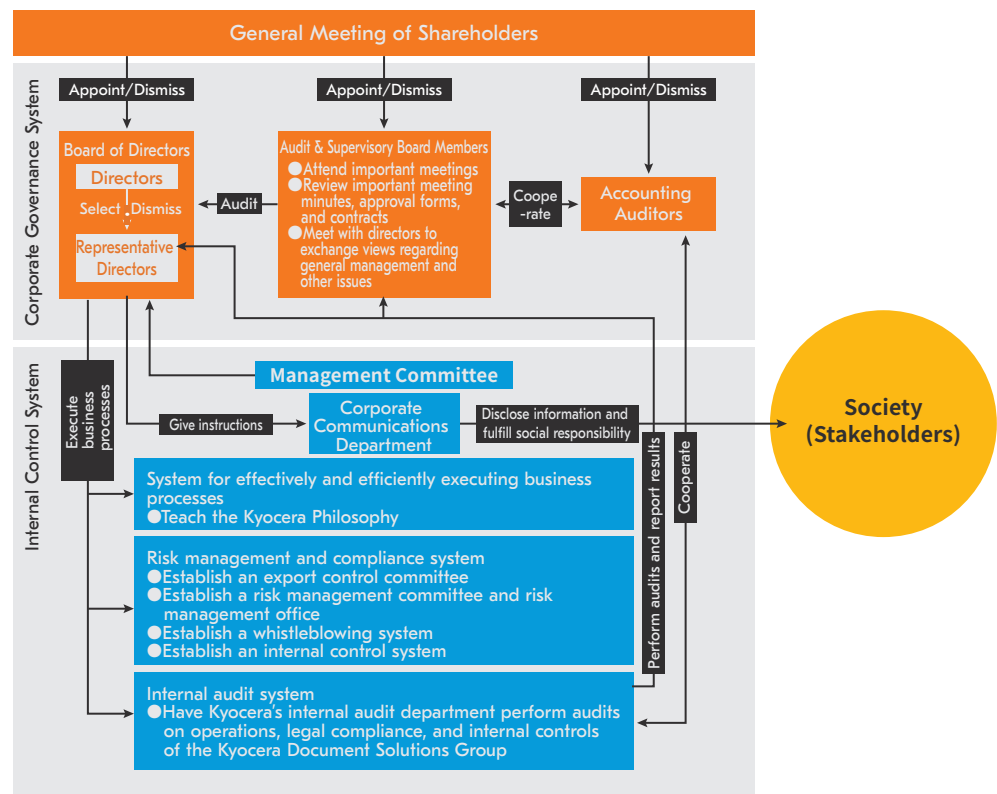 General Meeting of Shareholders
Corporate Governance System
Appoint/Dismiss
Appoint/Dismiss
Appoint/Dismiss
Board of Directors
Directors
Select Dismiss
Representative
Directors
Audit
Audit & Supervisory Board Members
●Attend important meetings
●Review important meeting
minutes, approval forms,
and contracts
●Meet with directors to
exchange views regarding
general management and
other issues
Coope
-rate
Accounting
Auditors
Internal Control System
Execute
business
processes
Management Committee
Give instructions
Corporate
Communications
Department
Disclose information and
fulfill social responsibility
Society
(Stakeholders)
System for effectively and efficiently executing business
processes
●Teach the Kyocera Philosophy
Risk management and compliance system
●Establish an export control committee
●Establish a risk management committee and risk
management office
●Establish a whistleblowing system
●Establish an internal control system
Internal audit system
●Have Kyocera's internal audit department perform audits
on operations, legal compliance, and internal controls
of the Kyocera Document Solutions Group
Perform audits and report results
Cooperate